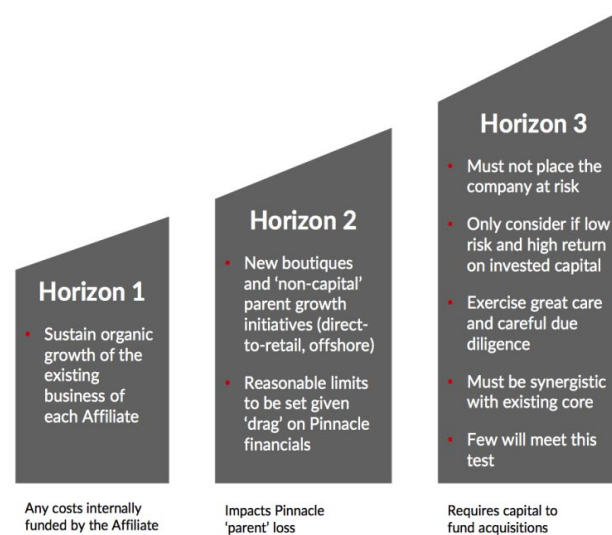 Horizon 1
• Sustain organic
growth of the
existing
business of
each Affiliate
Any costs internally
funded by the Affiliate
Horizon 2
• New boutiques
and ‘non-capital’
parent growth
initiatives (direct-
to-retail, offshore)
• Reasonable limits
to be set given
‘drag’ on Pinnacle
financials
Impacts Pinnacle
‘parent’ loss
Horizon 3
• Must not place the
company at risk
• Only consider if low
risk and high return
on invested capital
• Exercise great care
and careful due
diligence
• Must be synergistic
with existing core
• Few will meet this
test
Requires capital to
fund acquisitions